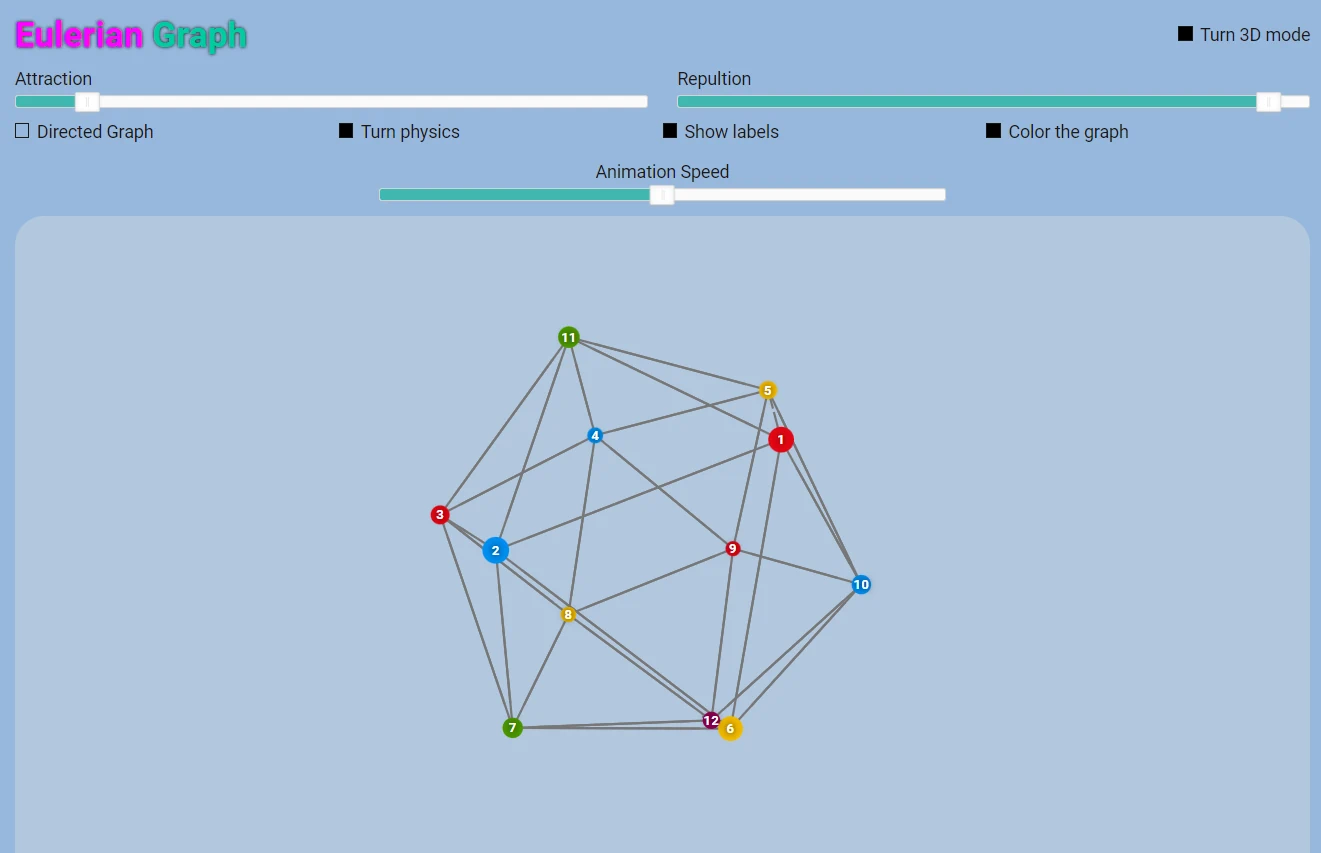 Eulerian Graph
Turn 3D mode
Attraction
Repultion
Directed Graph
Turn physics
Show labels
Color the graph
Animation Speed
11
5
4
1
3
2
9
10
8
12
7
6